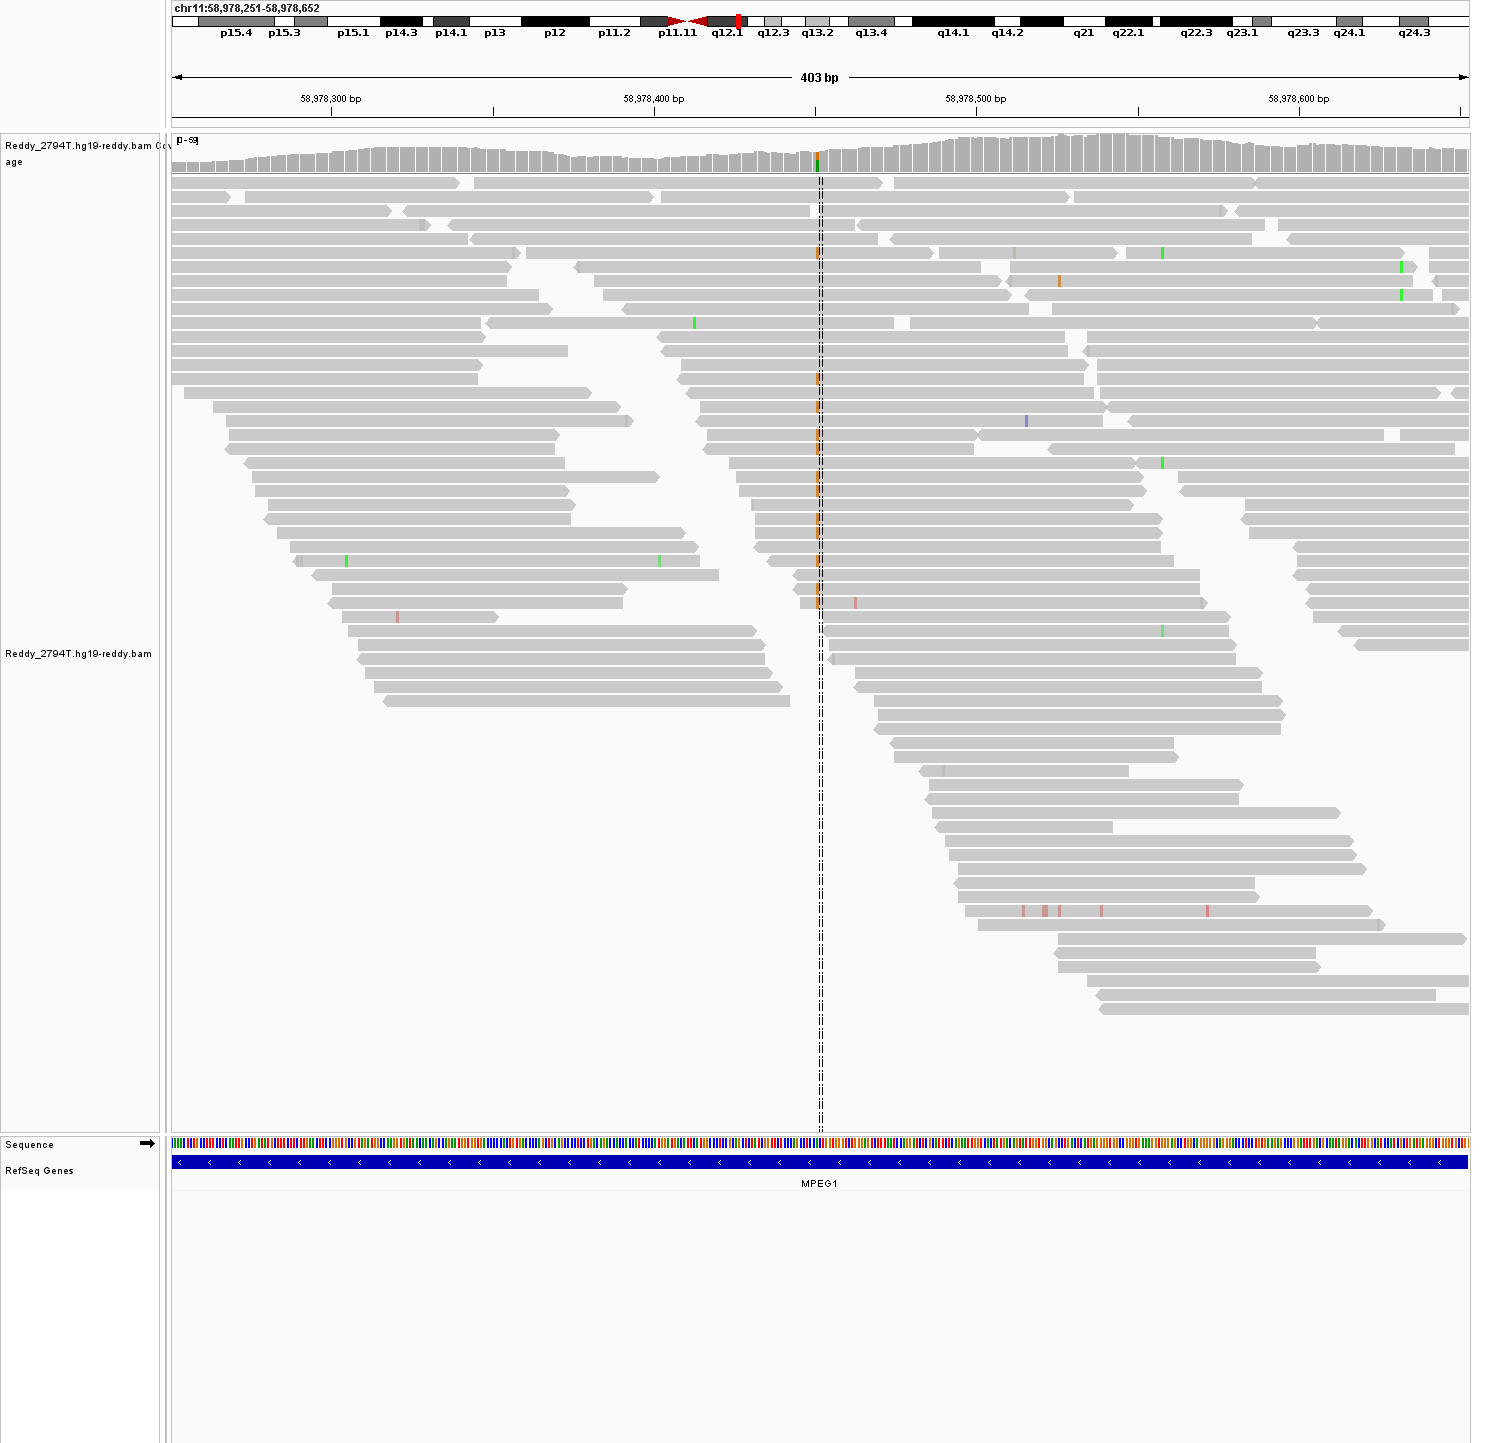 chr11:58,978,251-58,978,652
p15.4 p15.3 p15.1 p14.3 p14.1 p13 p12 p11.2 p11.11 q12.1 q12.3 q13.2 q13.4 q14.1 q14.2 q21 q22.1 q22.3 q23.1 q23.3 q24.1 q24.3
403 bp
58,978,300 bp 58,978,400 bp 58,978,500 bp 58,978,600 bp
[0-59]
Reddy_2794T.hg19-reddy.bam Cov
age
Reddy_2794T.hg19-reddy.bam
Sequence
RefSeq Genes
MPEG1